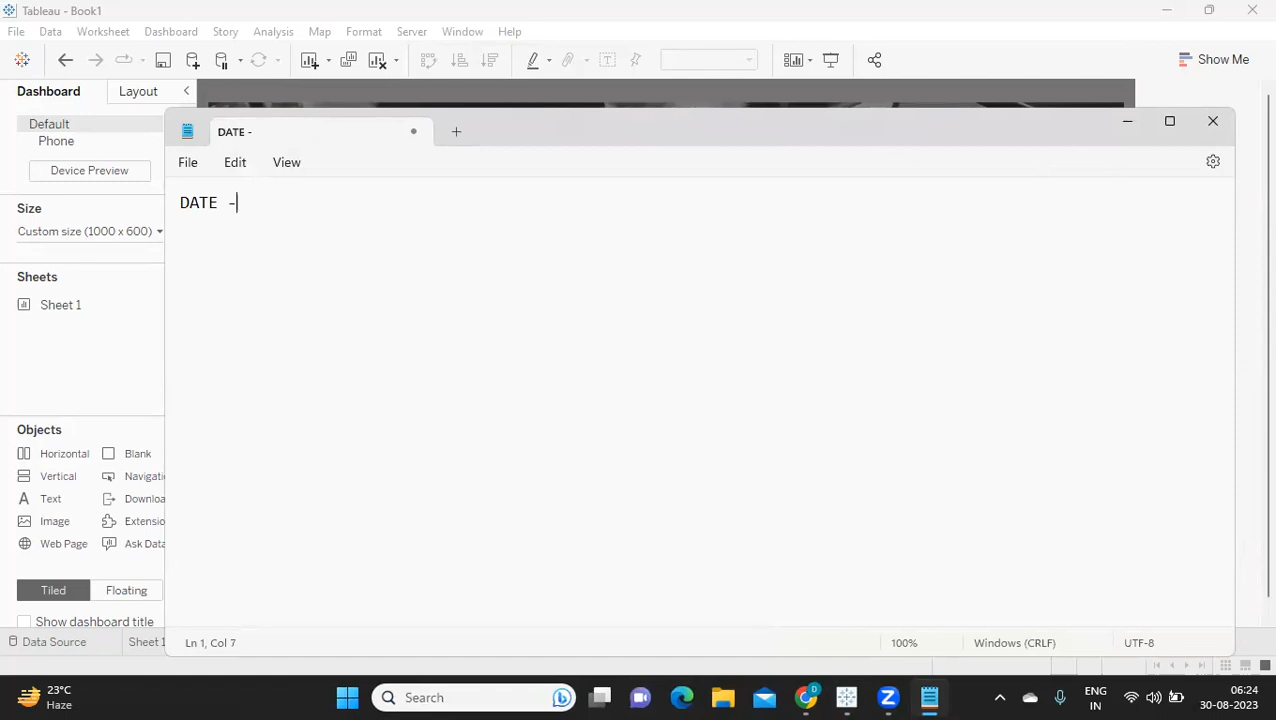 Tableau - Book1
File Data Worksheet Dashboard Story Analysis Map Format Server Window Help
Show Me
Dashboard Layout
Default
Phone
Device Preview
Size
Custom size (1000 x 600)
Sheets
Sheet 1
Objects
Horizontal Blank
Vertical Navigati
Text Downloa
Image Extensio
Web Page Ask Data
Tiled Floating
Show dashboard title
Data Source Sheet 1
DATE -
File Edit View
DATE -
Ln 1, Col 7 100% Windows (CRLF) UTF-8
23°C
Haze
Search
ENG
IN
06:24
30-08-2023